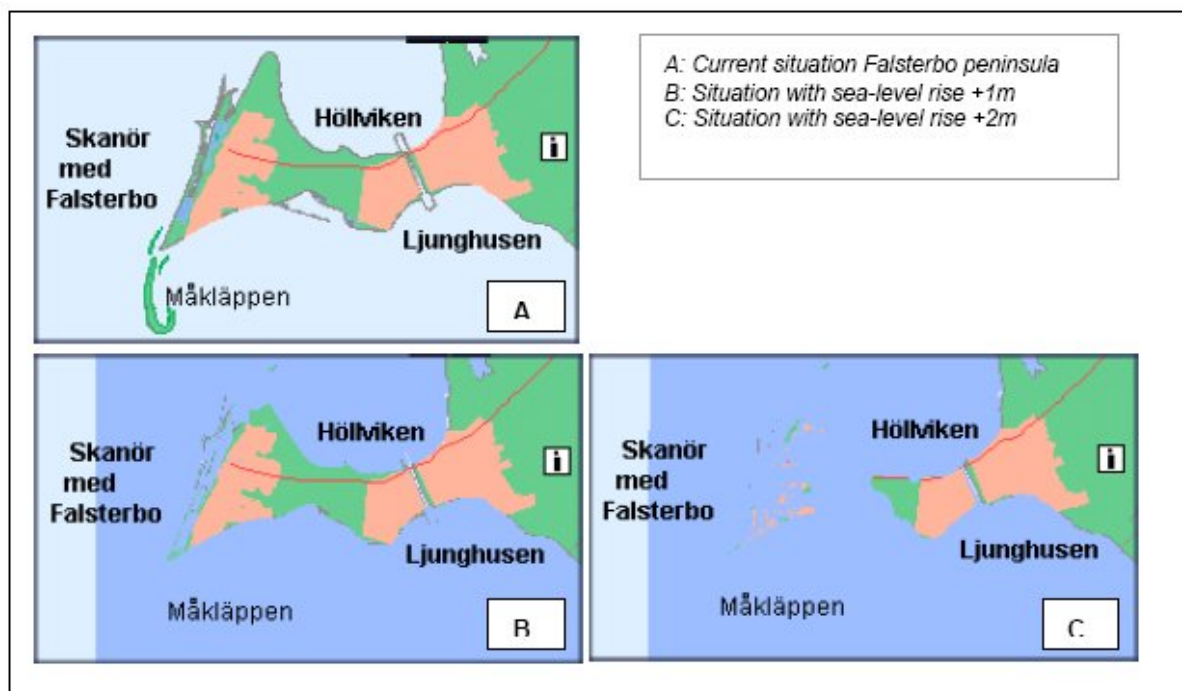 A: Current situation Falsterbo peninsula
B: Situation with sea-level rise +1m
C: Situation with sea-level rise +2m
Skanör
med
Falsterbo
Höllviken
i
Ljunghusen
Måkläppen
A
Skanör
med
Falsterbo
Höllviken
i
Ljunghusen
Måkläppen
B
Skanör
med
Falsterbo
Höllviken
i
Ljunghusen
Måkläppen
C